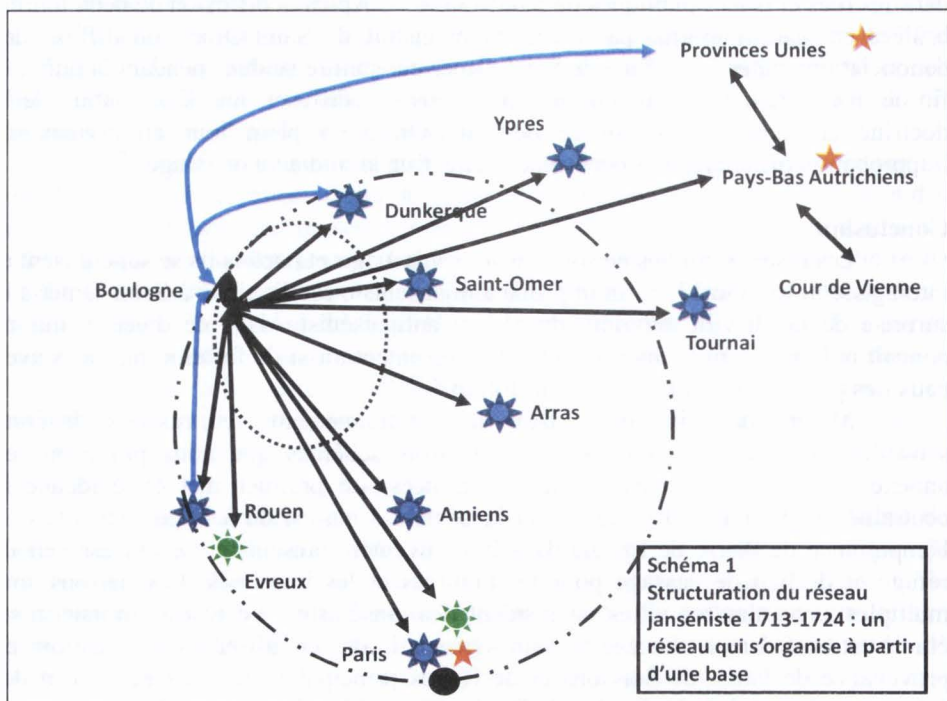 Provinces Unies
Ypres
Pays-Bas Autrichiens
Dunkerque
Boulogne
Saint-Omer
Cour de Vienne
Tournai
Arras
Rouen
Amiens
Evreux
Paris
Schéma 1
Structuration du réseau
janséniste 1713-1724 : un
réseau qui s’organise à partir
d’une base